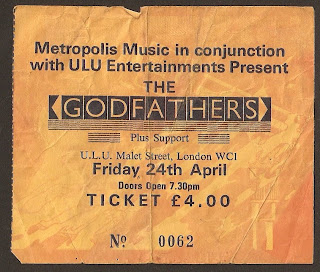 Metropolis Music in conjunction
with ULU Entertainments Present
THE
GODFATHERS
Plus Support
U.L.U. Malet Street, London WC1
Friday 24th April
Doors Open 7.30pm
TICKET £4.00
Nº 0062